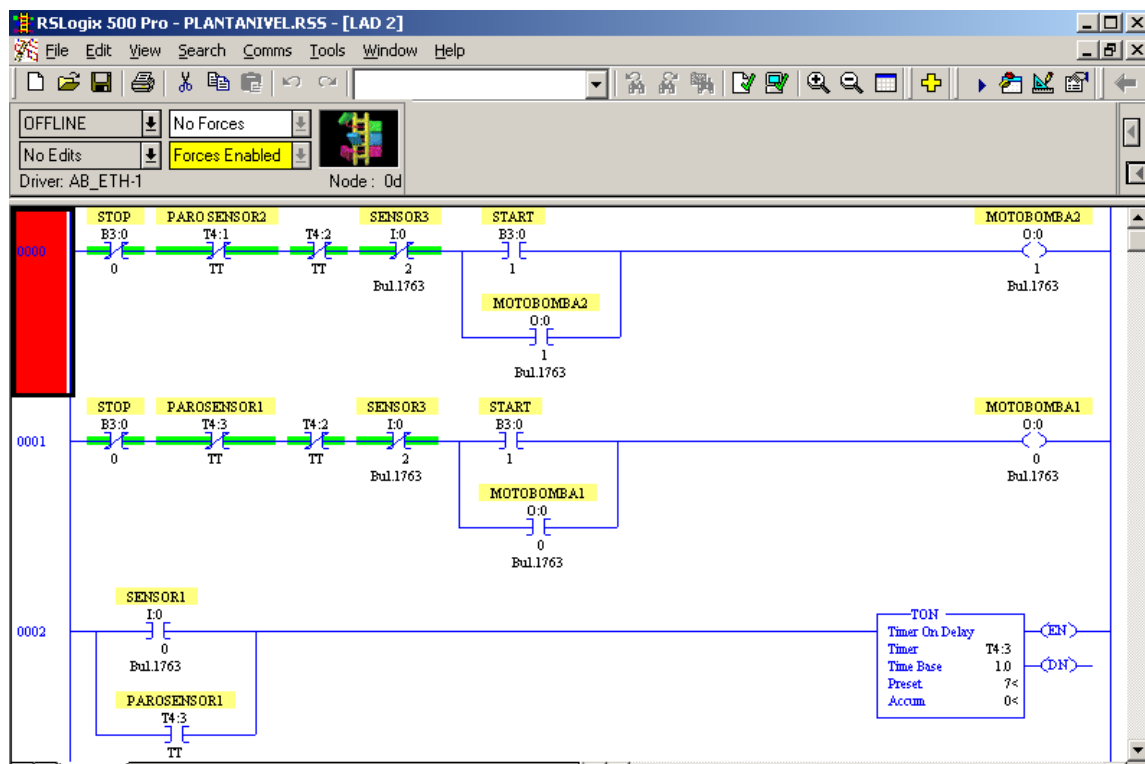 RSLogix 500 Pro - PLANTANIVEL.RSS - [LAD 2]
File Edit View Search Comms Tools Window Help
OFFLINE No Forces
No Edits Forces Enabled
Driver: AB_ETH-1 Node : 0d
STOP PARO SENSOR2 SENSOR3 START MOTOBOMBA2
B3:0 T4:1 T4:2 I:0 B3:0 O:0
0000
0 TT TT 2 1 1
Bul.1763 Bul.1763
MOTOBOMBA2
O:0
1
Bul.1763
STOP PAROSENSOR1 SENSOR3 START MOTOBOMBA1
B3:0 T4:3 T4:2 I:0 B3:0 O:0
0001
0 TT TT 2 1 0
Bul.1763 Bul.1763
MOTOBOMBA1
O:0
0
Bul.1763
SENSOR1
I:0
0002
0
Bul.1763
PAROSENSOR1
T4:3
TT
TON
Timer On Delay EN
Timer T4:3
Time Base 1.0 DN
Preset 7<
Accum 0<